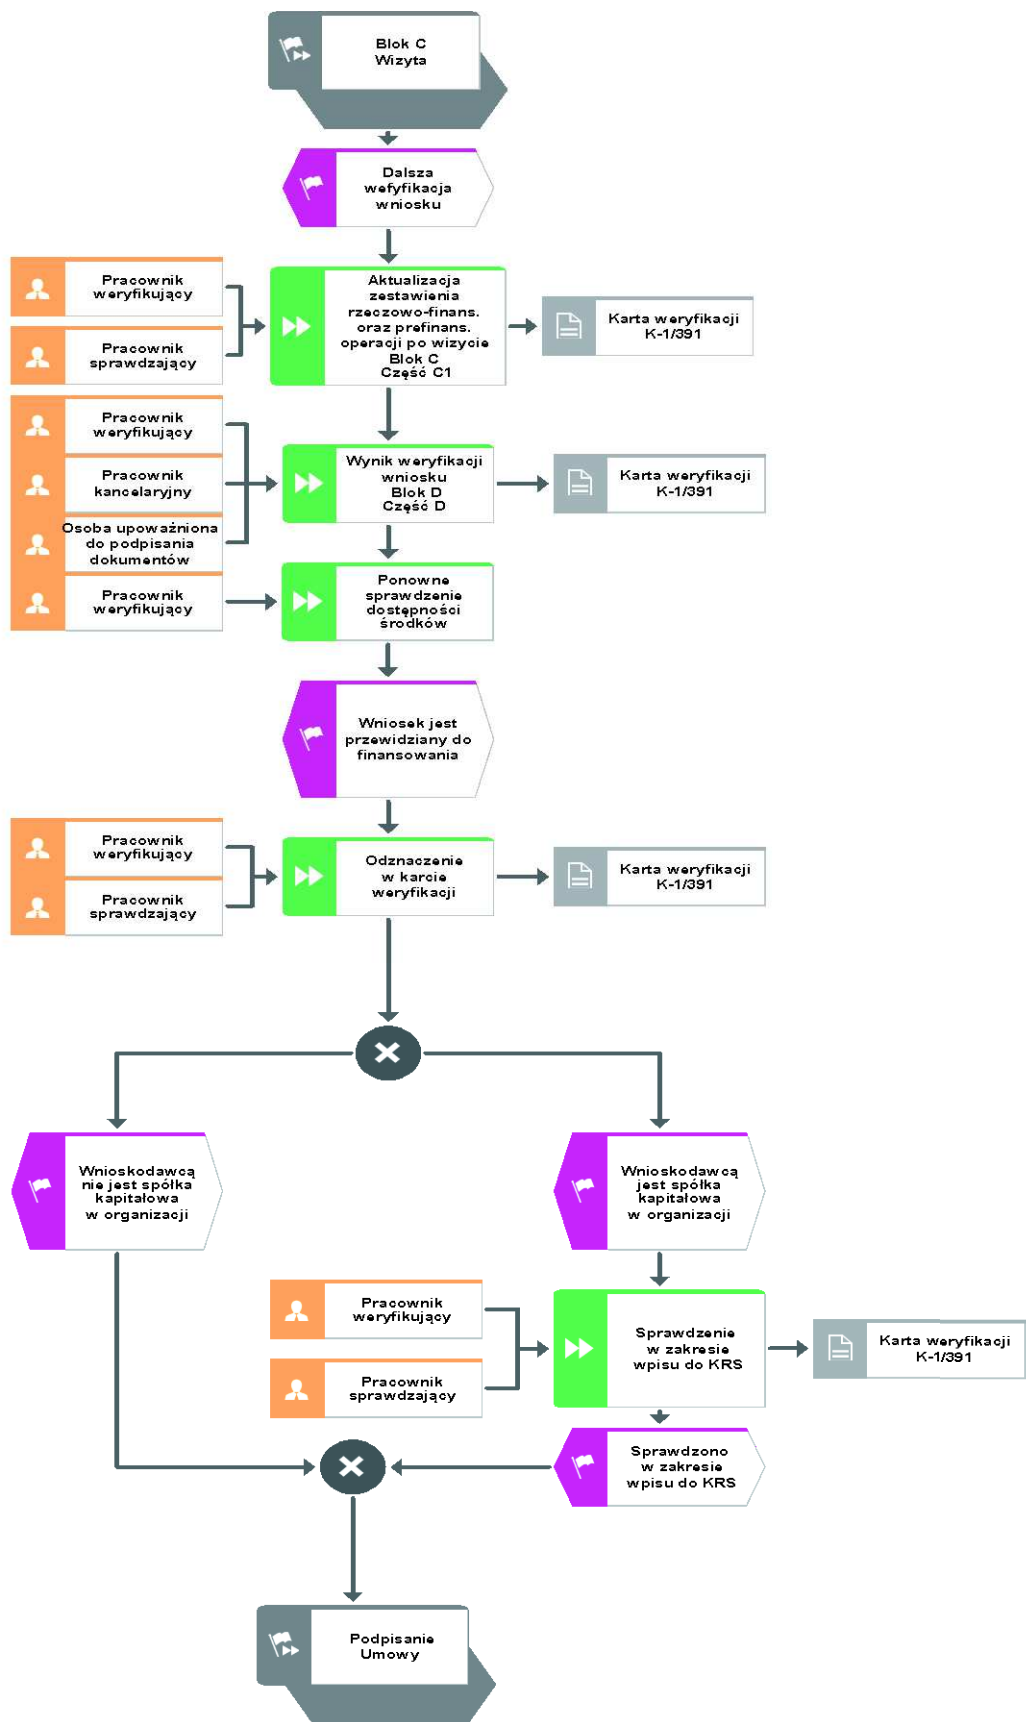 Blok C
Wizyta
Dalsza
wefyfikacja
wniosku
Pracownik
weryfikujący
Pracownik
sprawdzający
Aktualizacja
zestawienia
rzeczowo-finans.
oraz prefinans.
operacji po wizycie
Blok C
Część C1
Karta weryfikacji
K-1/391
Pracownik
weryfikujący
Pracownik
kancelaryjny
Osoba upoważniona
do podpisania
dokumentów
Wynik weryfikacji
wniosku
Blok D
Część D
Karta weryfikacji
K-1/391
Pracownik
weryfikujący
Ponowne
sprawdzenie
dostępności
środków
Wniosek jest
przewidziany do
finansowania
Pracownik
weryfikujący
Pracownik
sprawdzający
Odznaczenie
w karcie
weryfikacji
Karta weryfikacji
K-1/391
Wnioskodawcą
nie jest spółka
kapitałowa
w organizacji
Wnioskodawcą
jest spółka
kapitałowa
w organizacji
Pracownik
weryfikujący
Pracownik
sprawdzający
Sprawdzenie
w zakresie
wpisu do KRS
Karta weryfikacji
K-1/391
Sprawdzono
w zakresie
wpisu do KRS
Podpisanie
Umowy